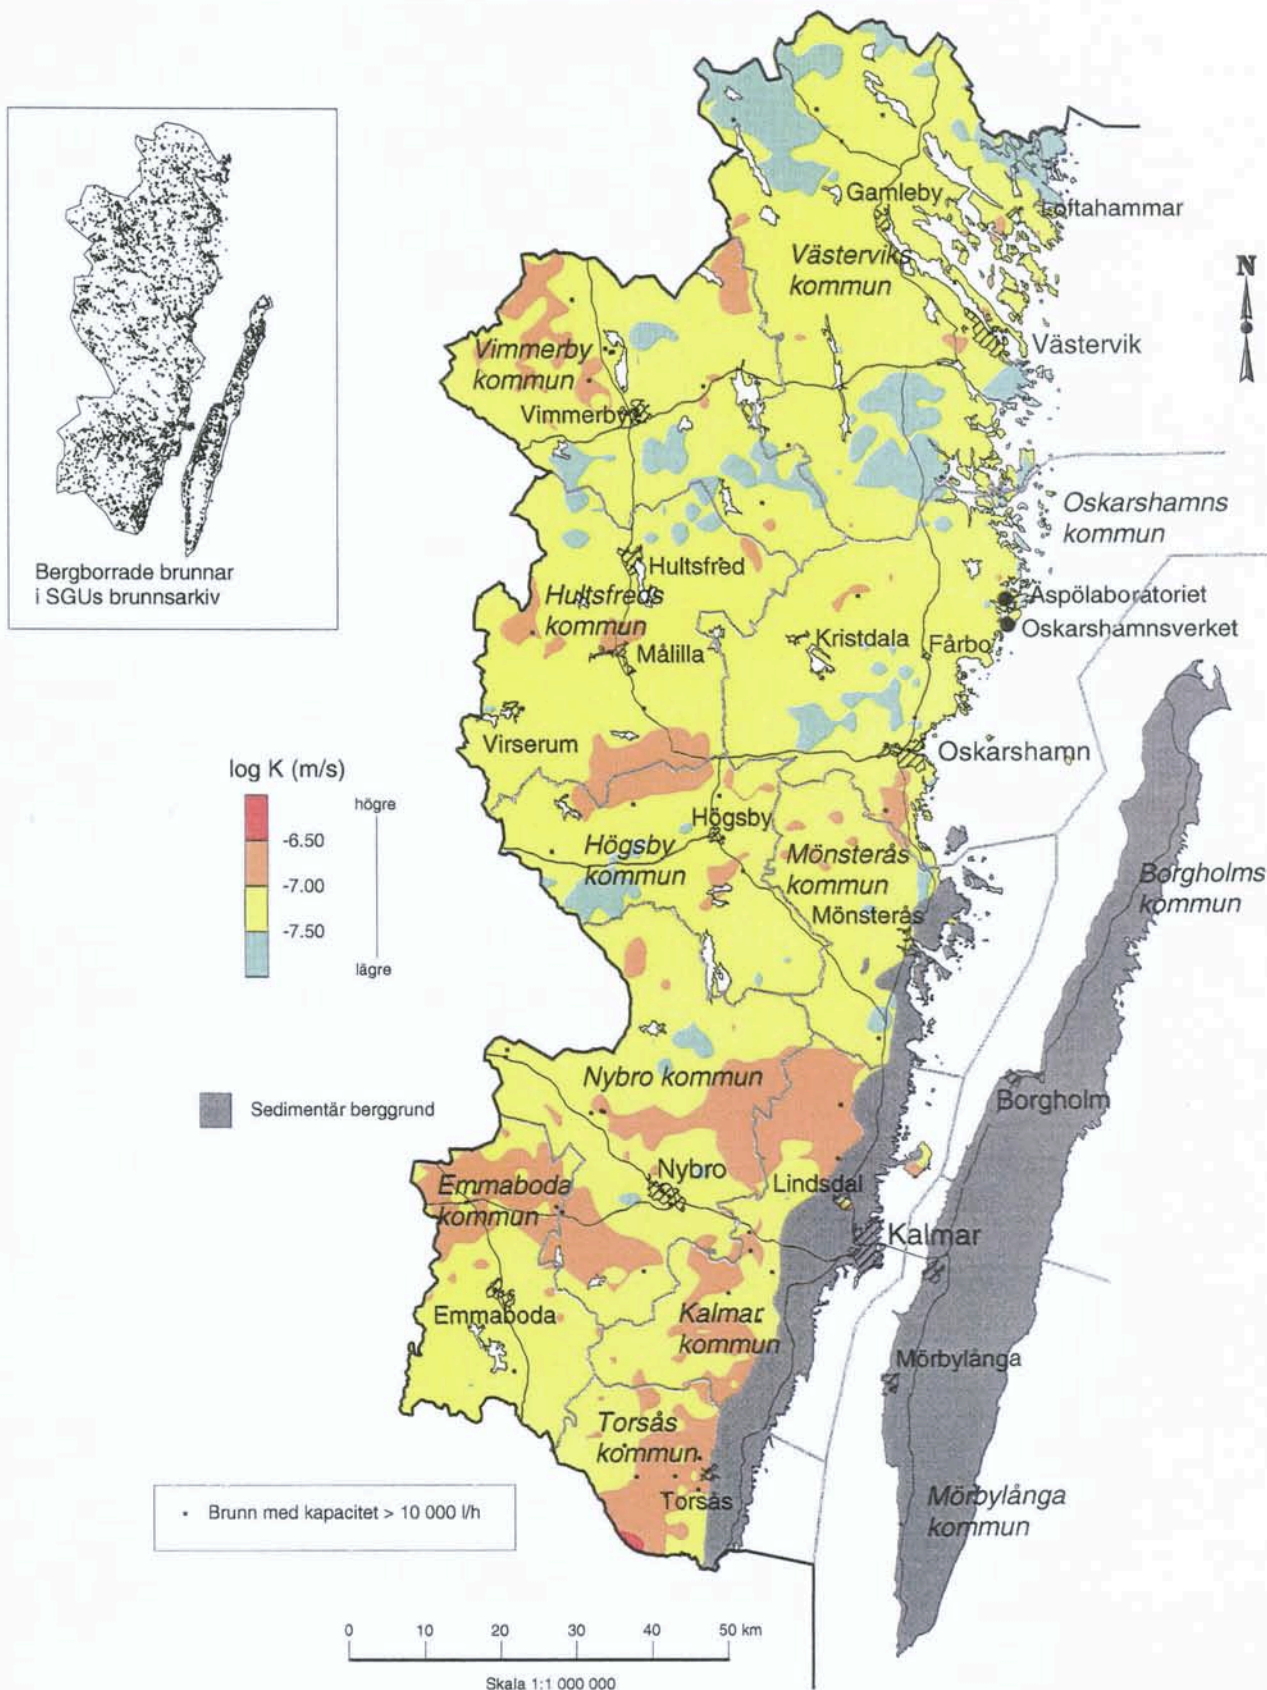 Bergborrade brunnar
i SGUs brunnsarkiv
Gamleby
Loftahammar
N
Västerviks
kommun
Västervik
Vimmerby
kommun
Vimmerby
Oskarshamns
kommun
Hultsfred
Hultsfreds
kommun
Äspölaboratoriet
Oskarshamnsverket
Kristdala
Fårbo
Målilla
Virserum
Oskarshamn
log K (m/s)
högre
-6.50
-7.00
-7.50
lägre
Högsby
Högsby
kommun
Mönsterås
kommun
Mönsterås
Borgholms
kommun
Nybro kommun
Borgholm
Sedimentär berggrund
Nybro
Lindsdal
Emmaboda
kommun
Kalmar
Emmaboda
Kalmar
kommun
Mörbylånga
Torsås
kommun
Torsås
Mörbylånga
kommun
Brunn med kapacitet > 10 000 l/h
0 10 20 30 40 50 km
Skala 1:1 000 000